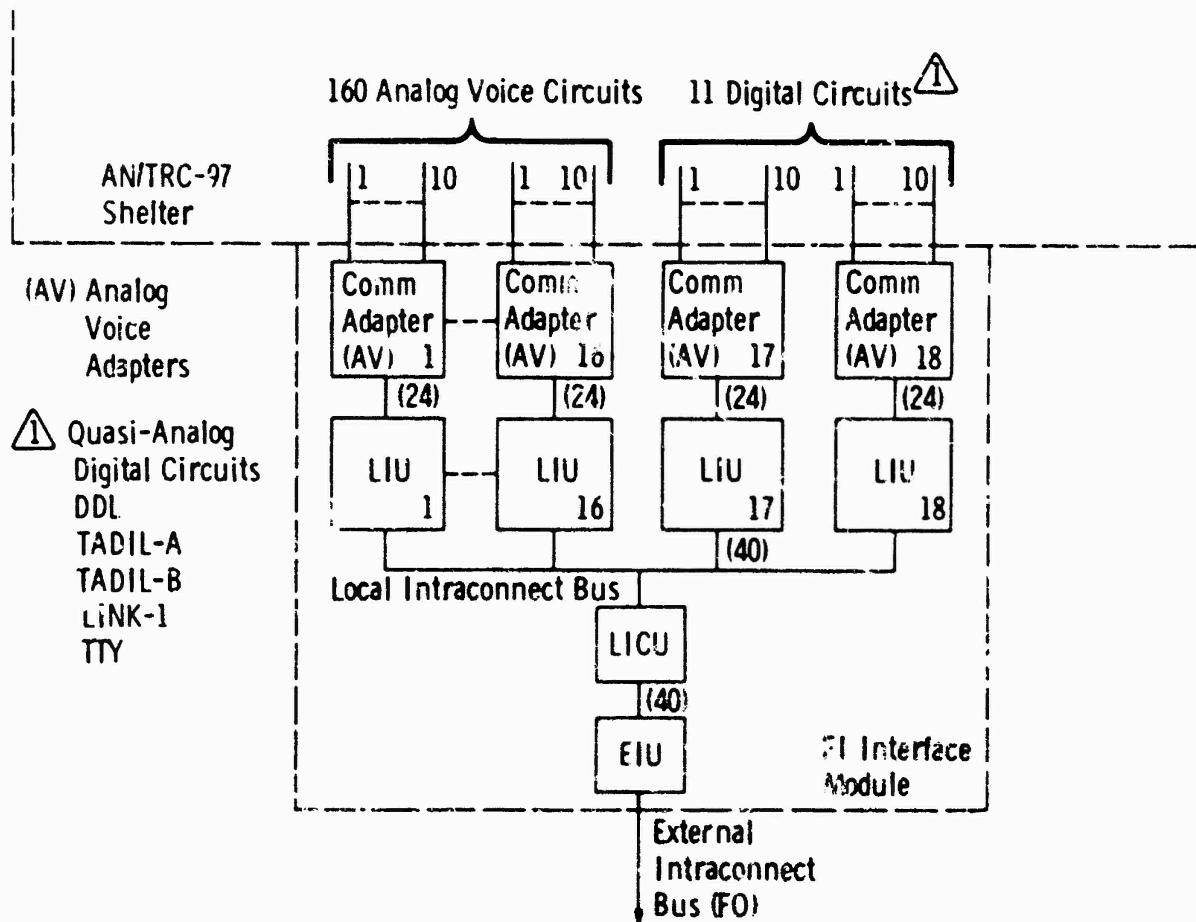 160 Analog Voice Circuits 11 Digital Circuits 1
AN/TRC-97
Shelter
1 10 1 10 1 10 1 10
(AV) Analog
Voice
Adapters
Comm
Adapter
(AV) 1
Comm
Adapter
(AV) 16
Comm
Adapter
(AV) 17
Comm
Adapter
(AV) 18
(24) (24) (24) (24)
1 Quasi-Analog
Digital Circuits
DDL
TADIL-A
TADIL-B
LINK-1
TTY
LIU
1
LIU
16
LIU
17
LIU
18
(40)
Local Intraconnect Bus
LICU
(40)
EIU
Interface
Module
External
Intraconnect
Bus (FO)